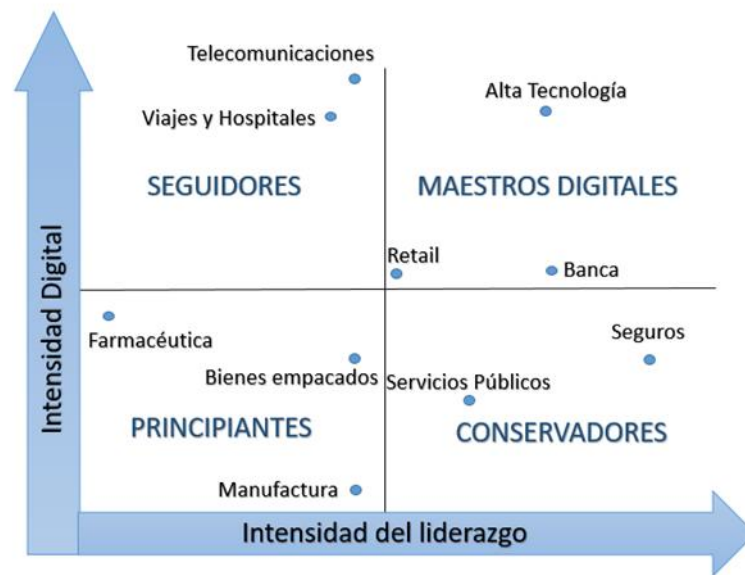 Telecomunicaciones
Alta Tecnología
Viajes y Hospitales
SEGUIDORES
MAESTROS DIGITALES
Retail
Banca
Intensidad Digital
Farmacéutica
Seguros
Bienes empacados
Servicios Públicos
PRINCIPIANTES
CONSERVADORES
Manufactura
Intensidad del liderazgo